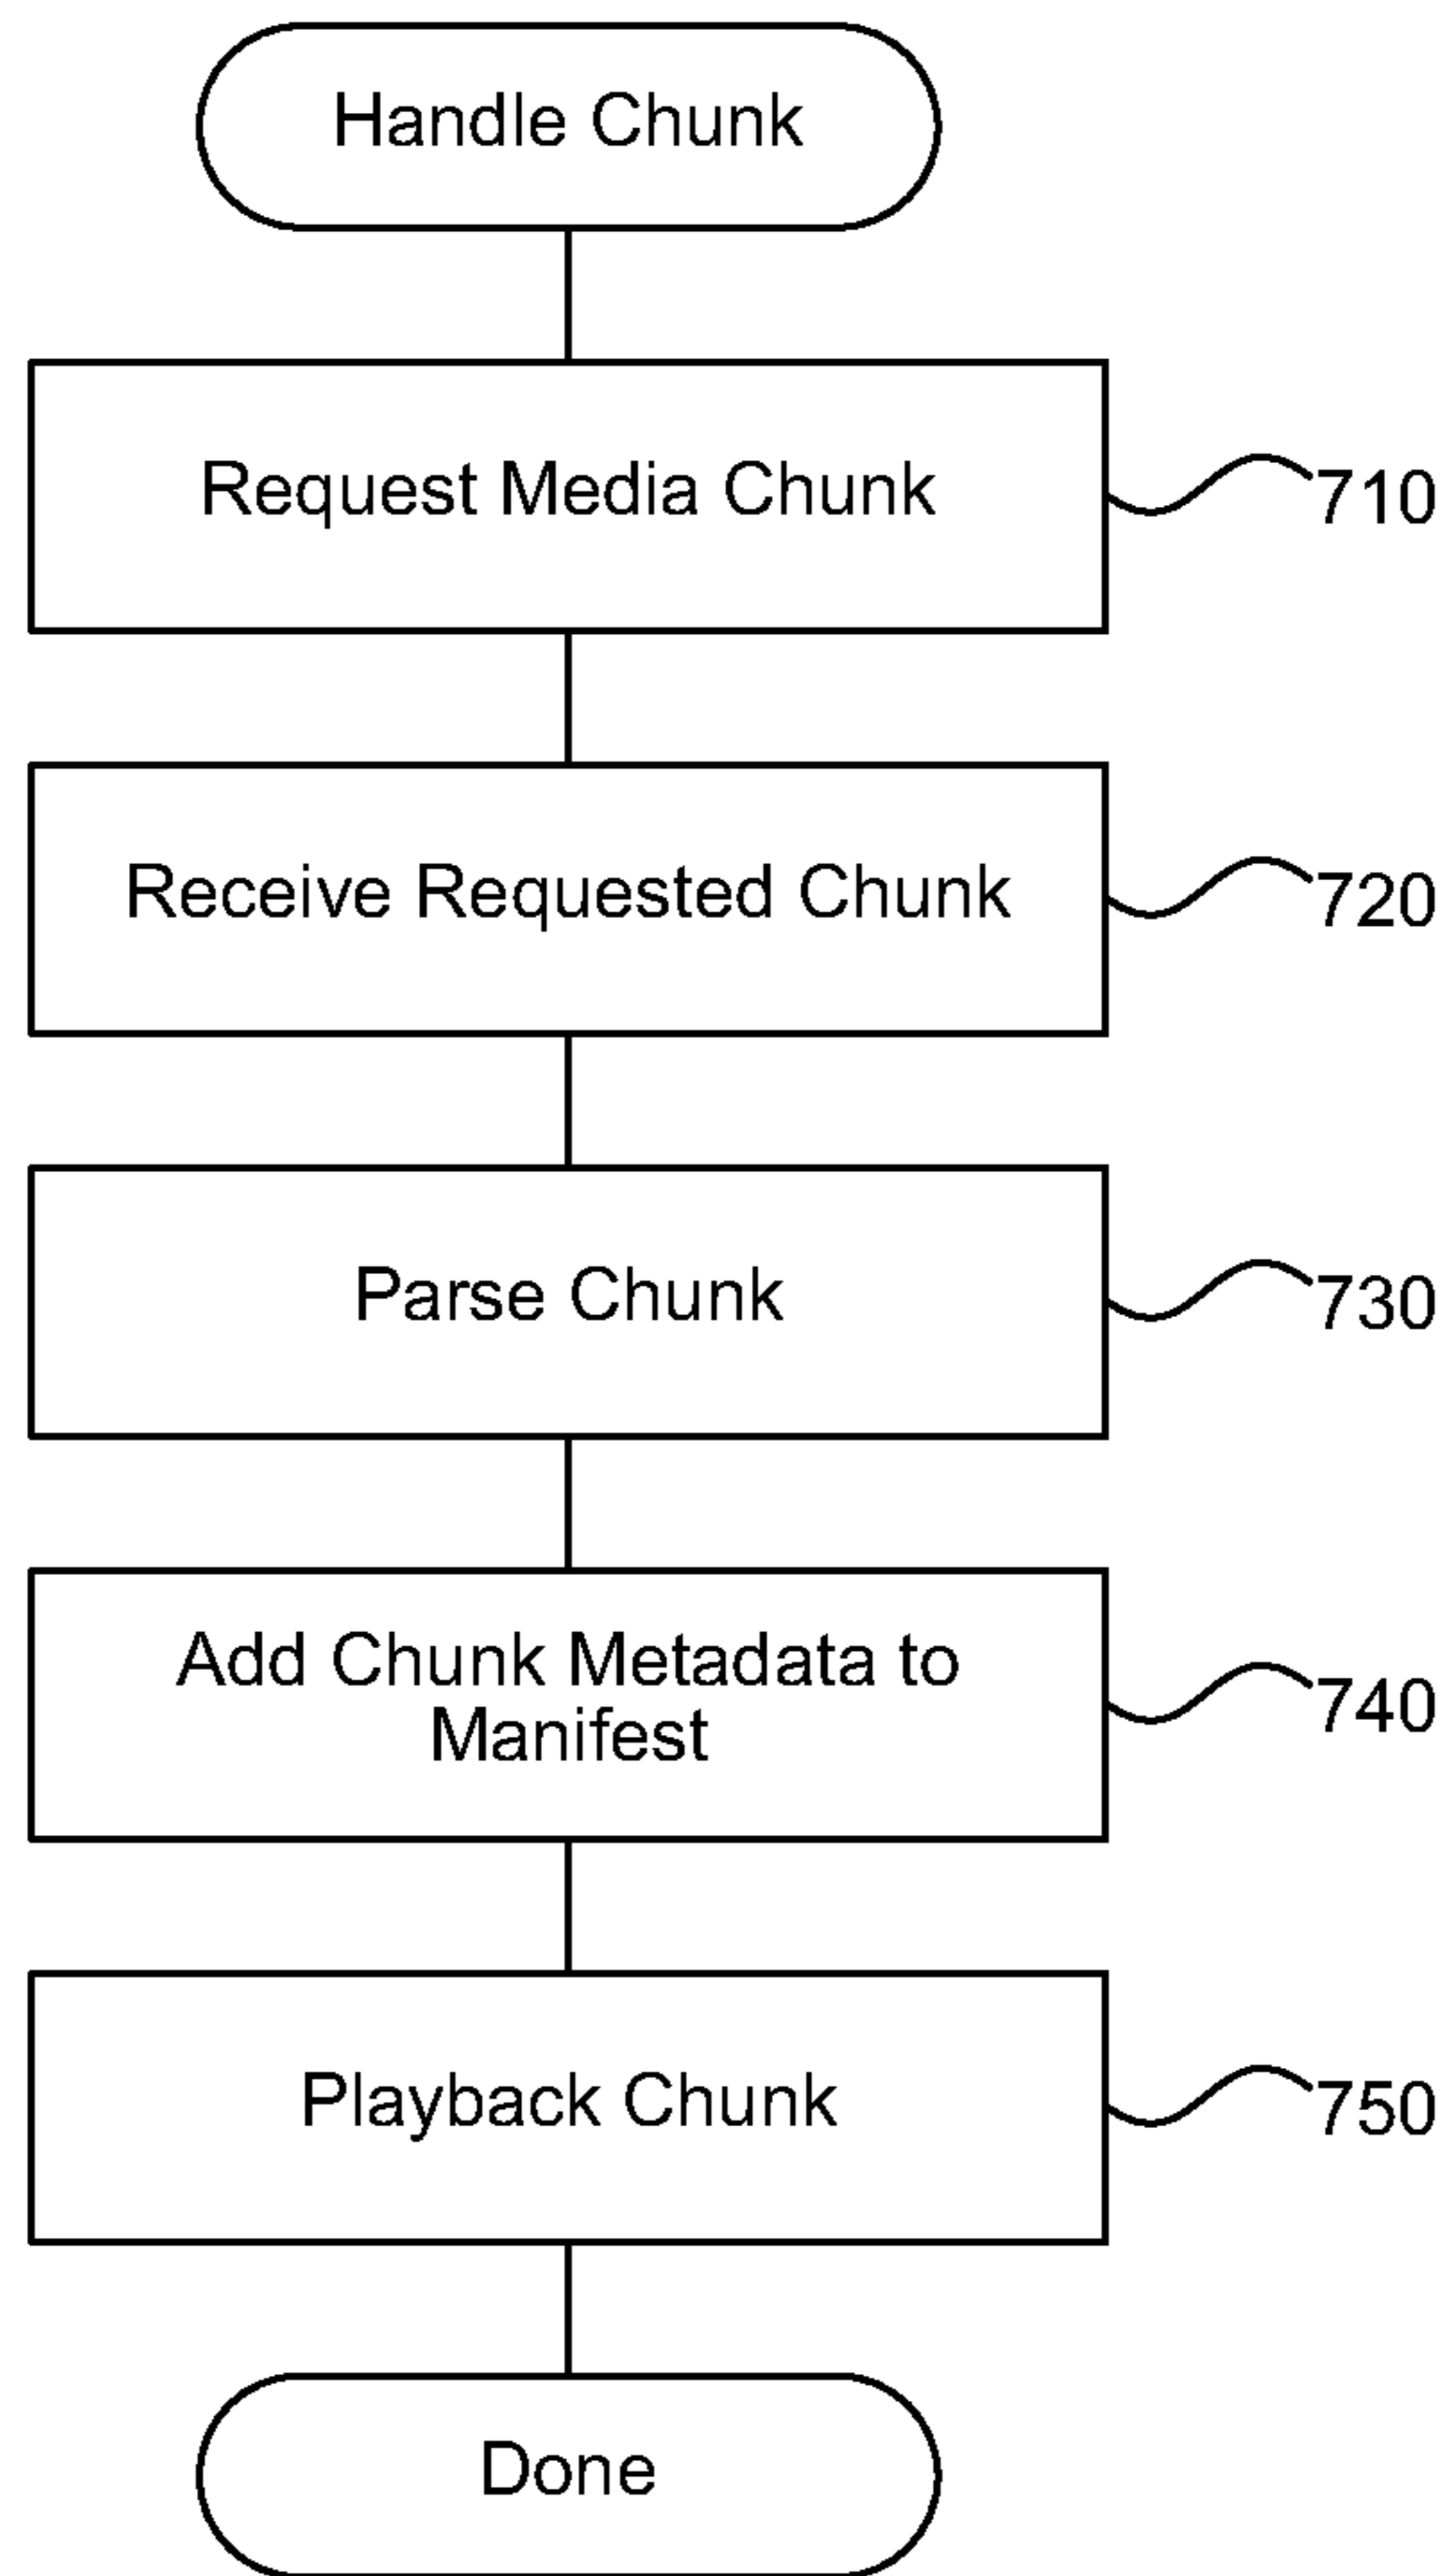 Handle Chunk
Request Media Chunk
710
Receive Requested Chunk
720
Parse Chunk
730
Add Chunk Metadata to
Manifest
740
Playback Chunk
750
Done